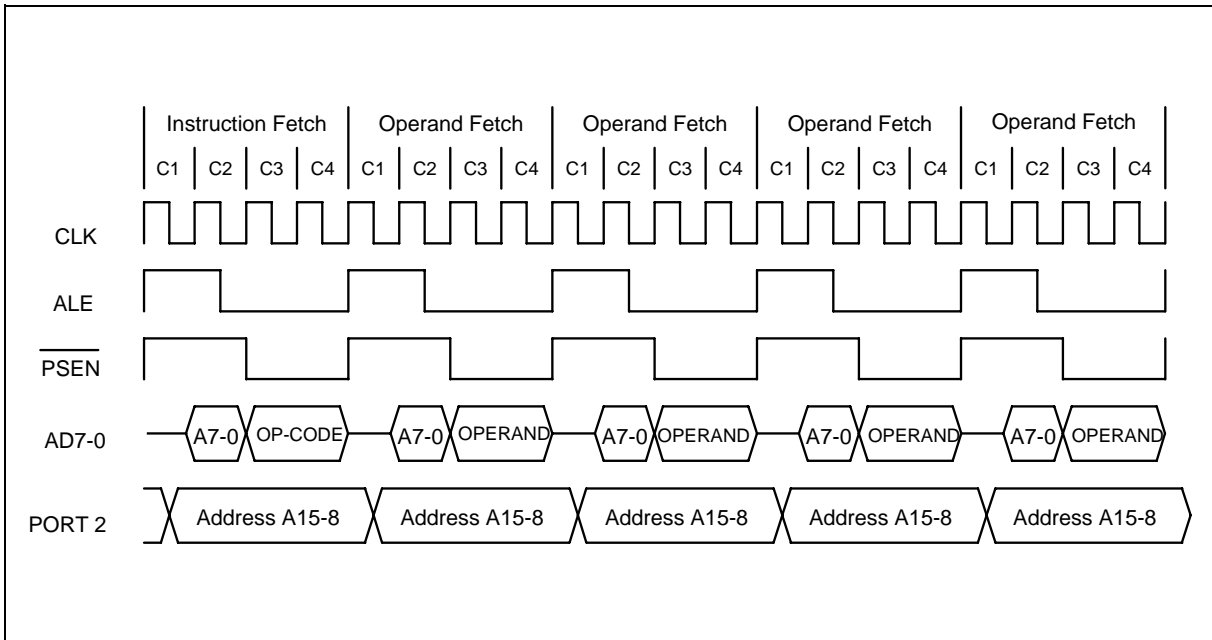 Instruction Fetch Operand Fetch Operand Fetch Operand Fetch Operand Fetch
C1 C2 C3 C4 C1 C2 C3 C4 C1 C2 C3 C4 C1 C2 C3 C4 C1 C2 C3 C4
CLK
ALE
PSEN
AD7-0 A7-0 OP-CODE A7-0 OPERAND A7-0 OPERAND A7-0 OPERAND A7-0 OPERAND
PORT 2 Address A15-8 Address A15-8 Address A15-8 Address A15-8 Address A15-8